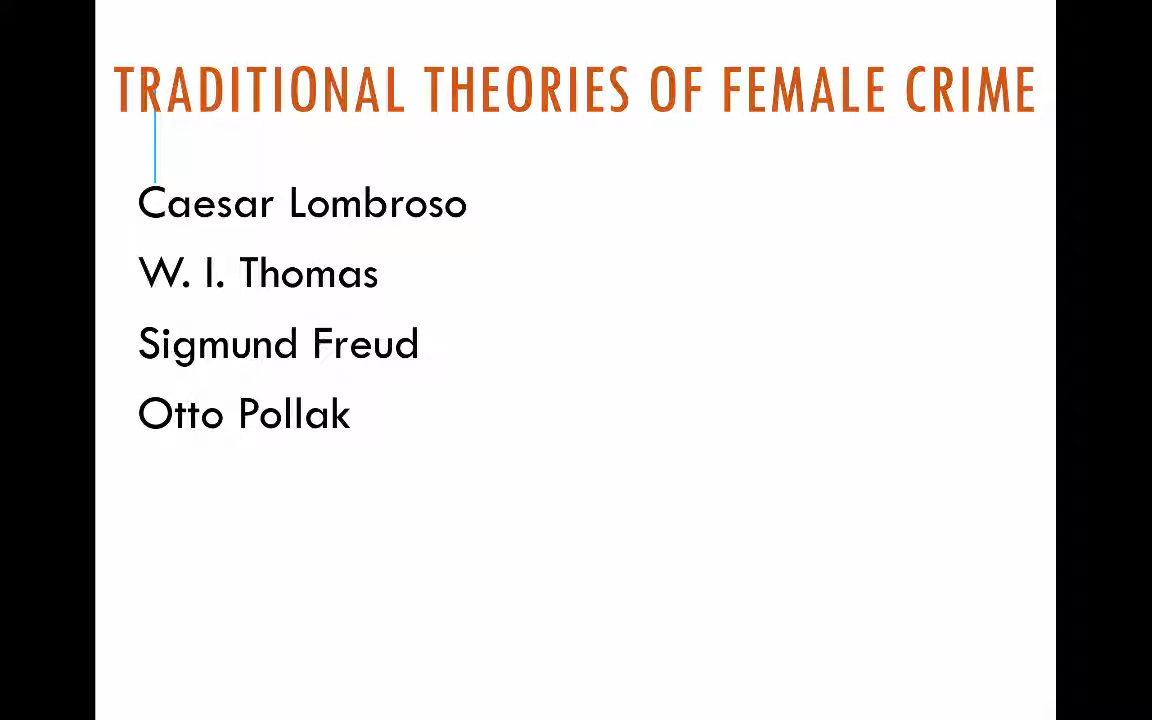 TRADITIONAL THEORIES OF FEMALE CRIME
Caesar Lombroso
W. I. Thomas
Sigmund Freud
Otto Pollak